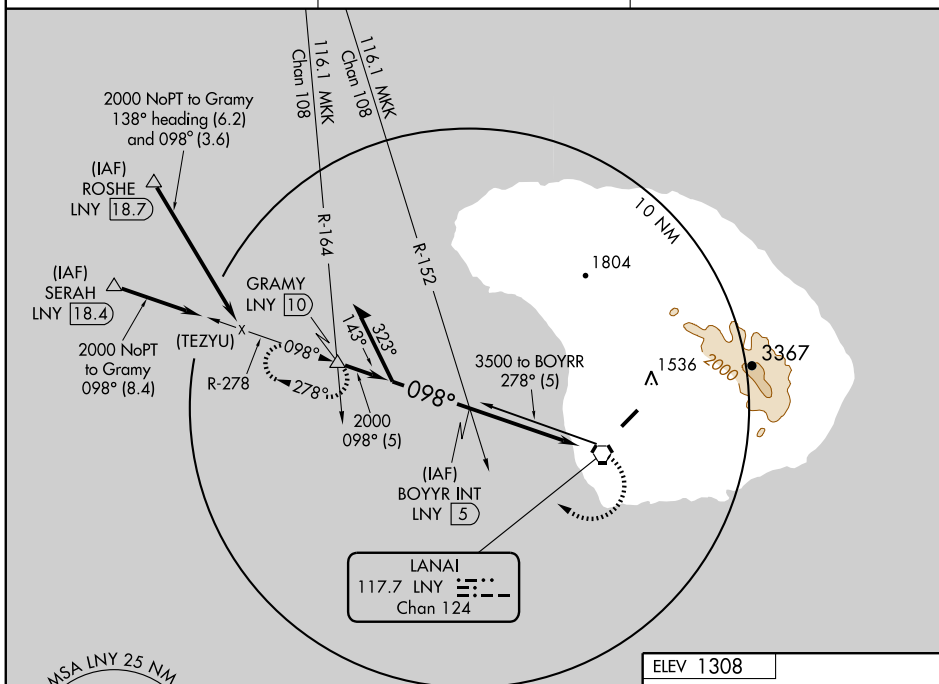 116.1 MKK
Chan 108
116.1 MKK
Chan 108
2000 NoPT to Gramy
138° heading (6.2)
and 098° (3.6)
(IAF)
ROSHE
LNY 18.7
R-164
R-152
10 NM
1804
(IAF)
SERAH
LNY 18.4
GRAMY
LNY 10
(TEZYU)
X
2000 NoPT
to Gramy
098° (8.4)
R-278
098°
278°
143°
323°
098°
2000
098° (5)
3500 to BOYRR
278° (5)
1536
2000
3367
(IAF)
BOYYR INT
LNY 5
LANAI
117.7 LNY
Chan 124
MSA LNY 25 NM
ELEV 1308